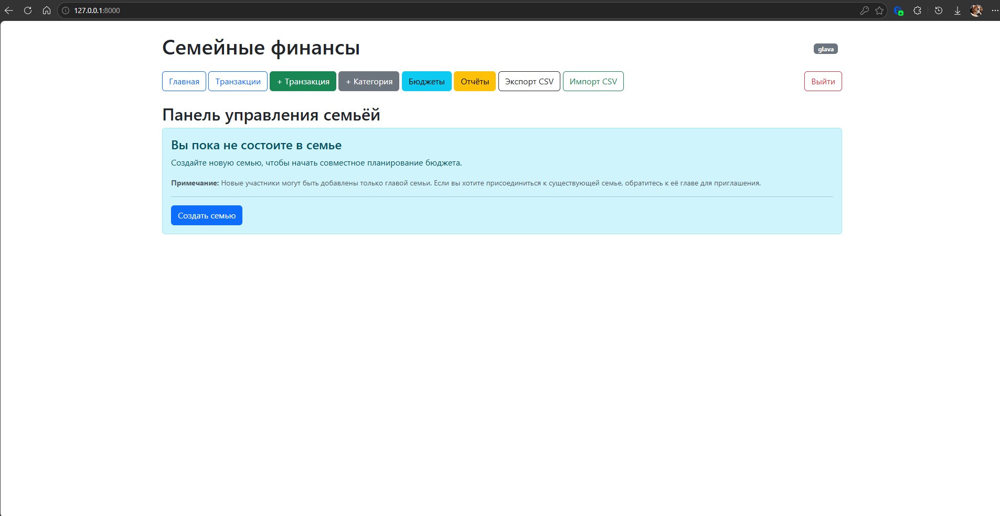 127.0.0.1:8000
Семейные финансы
glava
Главная
Транзакции
+ Транзакция
+ Категория
Бюджеты
Отчёты
Экспорт CSV
Импорт CSV
Выйти
Панель управления семьёй
Вы пока не состоите в семье
Создайте новую семью, чтобы начать совместное планирование бюджета.
Примечание: Новые участники могут быть добавлены только главой семьи. Если вы хотите присоединиться к существующей семье, обратитесь к её главе для приглашения.
Создать семью